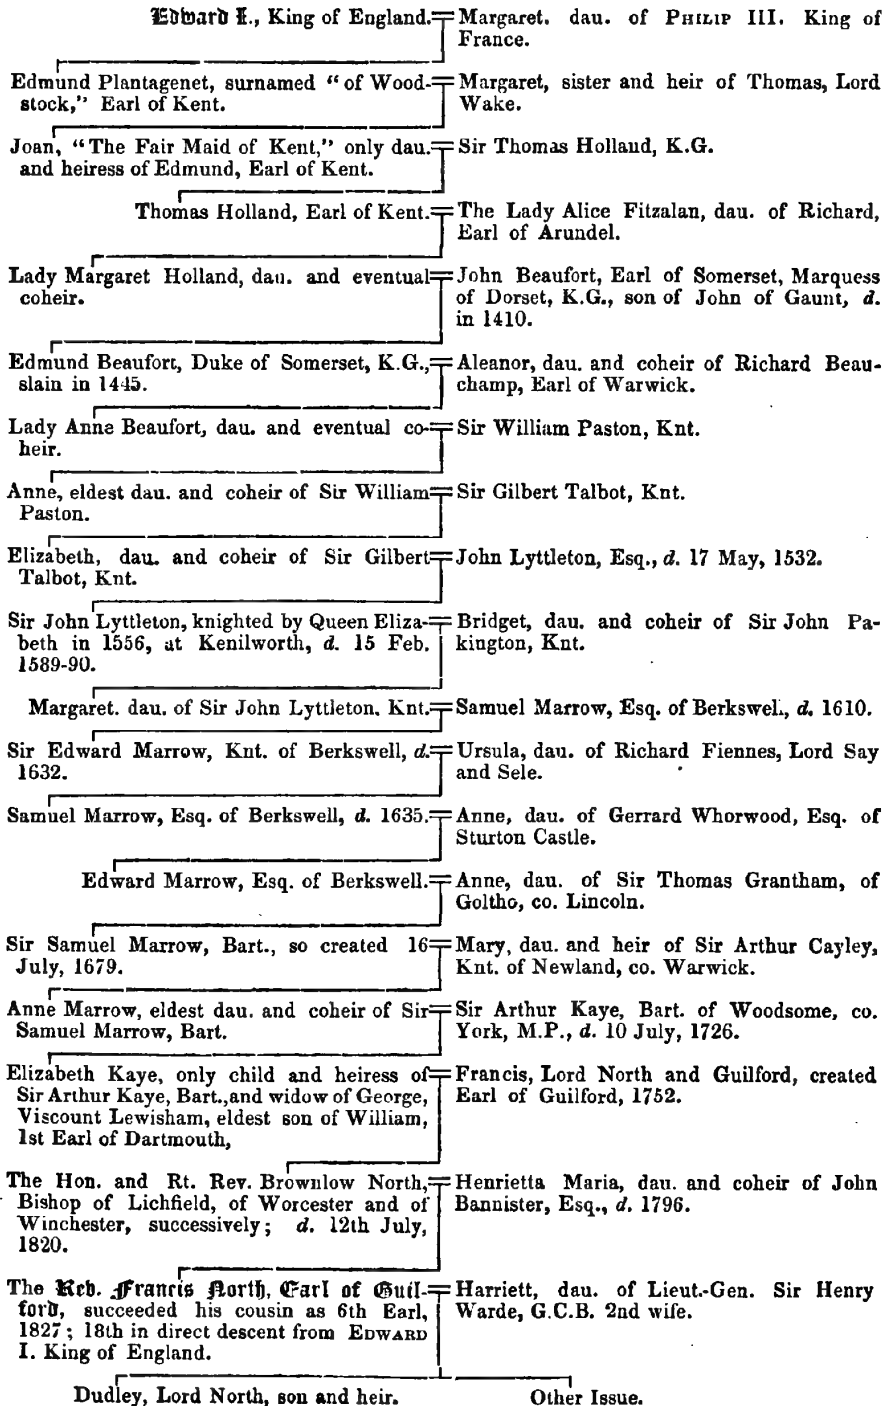 Edward I., King of England.
Margaret. dau. of PHILIP III. King of
France.
Edmund Plantagenet, surnamed “of Wood-
stock,” Earl of Kent.
Margaret, sister and heir of Thomas, Lord
Wake.
Joan, “The Fair Maid of Kent,” only dau.
and heiress of Edmund, Earl of Kent.
Sir Thomas Holland, K.G.
Thomas Holland, Earl of Kent.
The Lady Alice Fitzalan, dau. of Richard,
Earl of Arundel.
Lady Margaret Holland, dau. and eventual
coheir.
John Beaufort, Earl of Somerset, Marquess
of Dorset, K.G., son of John of Gaunt, d.
in 1410.
Edmund Beaufort, Duke of Somerset, K.G.,
slain in 1445.
Aleanor, dau. and coheir of Richard Beau-
champ, Earl of Warwick.
Lady Anne Beaufort, dau. and eventual co-
heir.
Sir William Paston, Knt.
Anne, eldest dau. and coheir of Sir William
Paston.
Sir Gilbert Talbot, Knt.
Elizabeth, dau. and coheir of Sir Gilbert
Talbot, Knt.
John Lyttleton, Esq., d. 17 May, 1532.
Sir John Lyttleton, knighted by Queen Eliza-
beth in 1556, at Kenilworth, d. 15 Feb.
1589-90.
Bridget, dau. and coheir of Sir John Pa-
kington, Knt.
Margaret. dau. of Sir John Lyttleton. Knt.
Samuel Marrow, Esq. of Berkswell, d. 1610.
Sir Edward Marrow, Knt. of Berkswell, d.
1632.
Ursula, dau. of Richard Fiennes, Lord Say
and Sele.
Samuel Marrow, Esq. of Berkswell, d. 1635.
Anne, dau. of Gerrard Whorwood, Esq. of
Sturton Castle.
Edward Marrow, Esq. of Berkswell.
Anne, dau. of Sir Thomas Grantham, of
Goltho, co. Lincoln.
Sir Samuel Marrow, Bart., so created 16
July, 1679.
Mary, dau. and heir of Sir Arthur Cayley,
Knt. of Newland, co. Warwick.
Anne Marrow, eldest dau. and coheir of Sir
Samuel Marrow, Bart.
Sir Arthur Kaye, Bart. of Woodsome, co.
York, M.P., d. 10 July, 1726.
Elizabeth Kaye, only child and heiress of
Sir Arthur Kaye, Bart., and widow of George,
Viscount Lewisham, eldest son of William,
1st Earl of Dartmouth,
Francis, Lord North and Guilford, created
Earl of Guilford, 1752.
The Hon. and Rt. Rev. Brownlow North,
Bishop of Lichfield, of Worcester and of
Winchester, successively; d. 12th July,
1820.
Henrietta Maria, dau. and coheir of John
Bannister, Esq., d. 1796.
The Reb. Francis North, Earl of Guil-
ford, succeeded his cousin as 6th Earl,
1827; 18th in direct descent from EDWARD
I. King of England.
Harriett, dau. of Lieut.-Gen. Sir Henry
Warde, G.C.B. 2nd wife.
Dudley, Lord North, son and heir.
Other Issue.